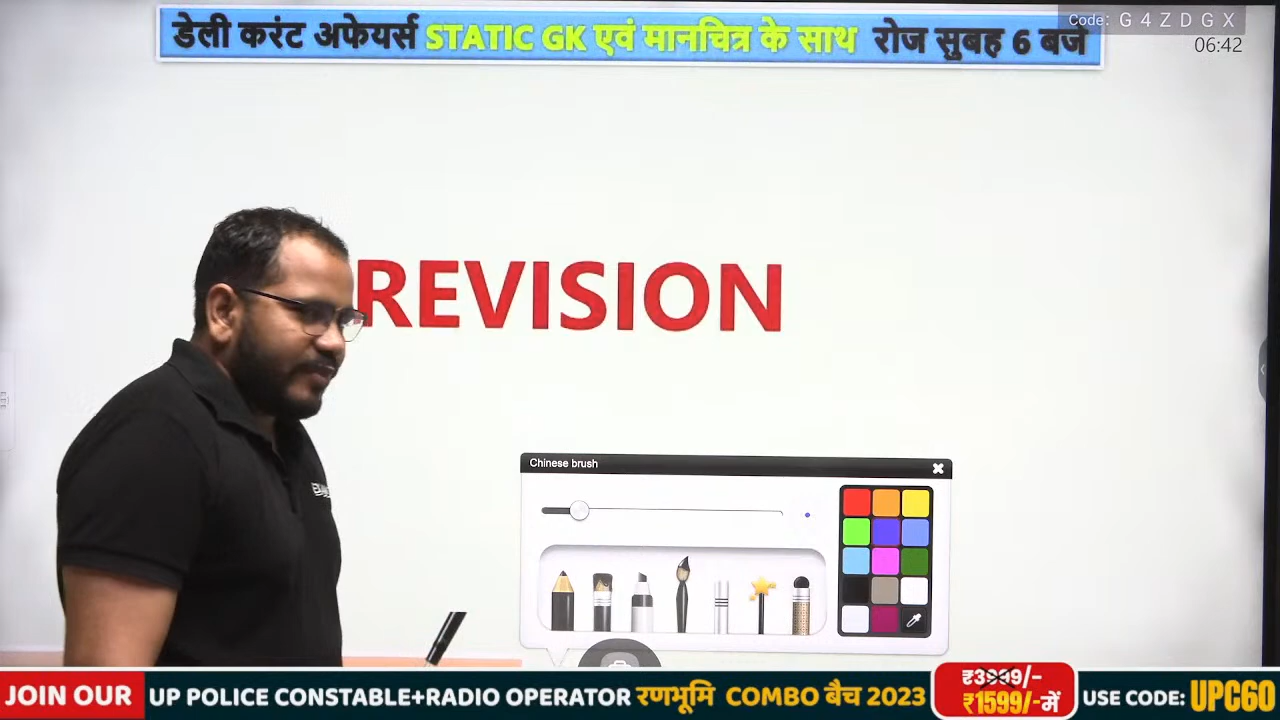 डेली करंट अफेयर्स STATIC GK एवं मानचित्र के साथ रोज सुबह 6 बजे
Code: G 4 Z D G X
06:42
REVISION
Chinese brush
JOIN OUR UP POLICE CONSTABLE+RADIO OPERATOR रणभूमि COMBO बैच 2023 ₹3999/- ₹1599/-में USE CODE: UPC60